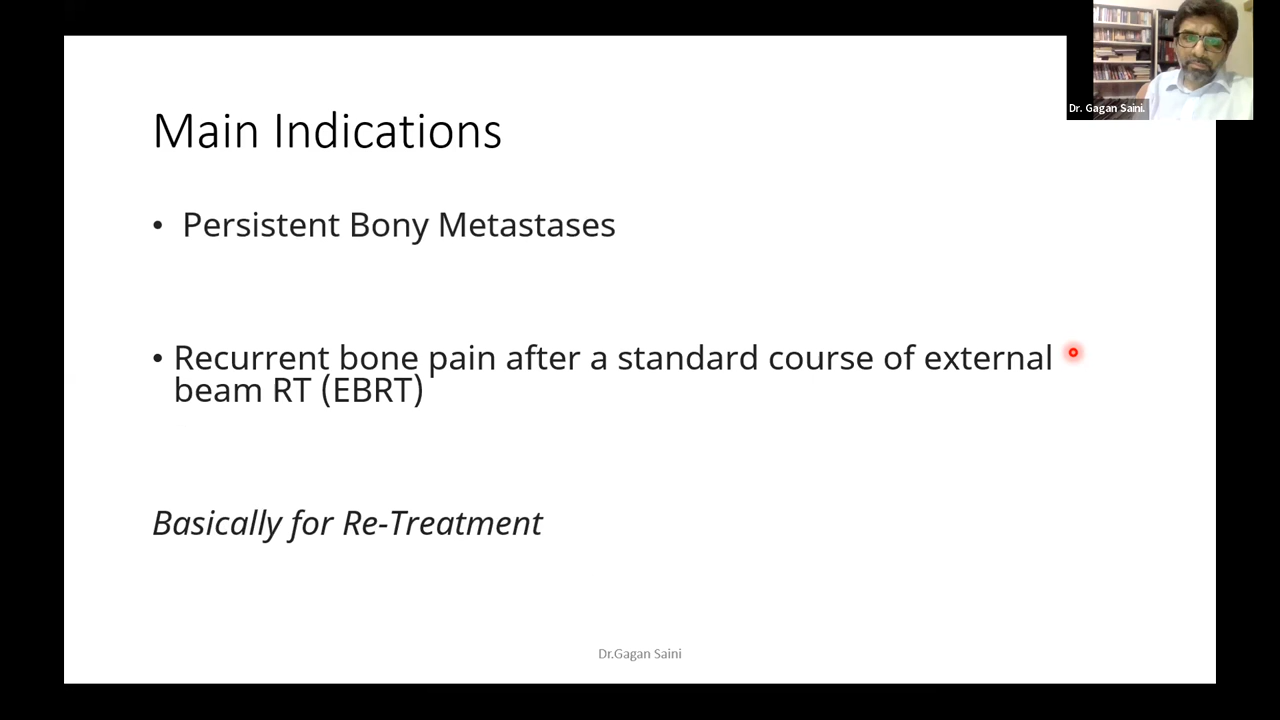 Dr. Gagan Saini.
Main Indications
• Persistent Bony Metastases
• Recurrent bone pain after a standard course of external
beam RT (EBRT)
Basically for Re-Treatment
Dr.Gagan Saini